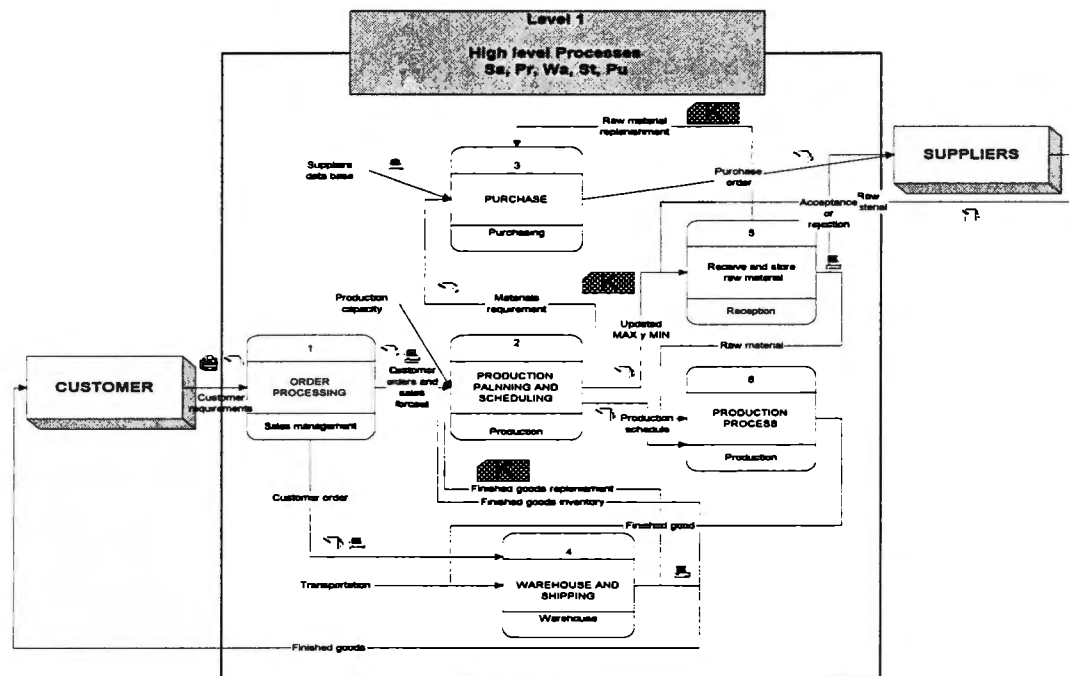 Level 1
High level Processes
Sa, Pr, Wa, St, Pu
Raw material
replenishment
K
SUPPLIERS
Suppliers
data base
3
PURCHASE
Purchasing
Purchase
order
Acceptance
or
rejection
Raw
5
Receive and store
raw material
Reception
K
Production
capacity
Materials
requirement
Updated
MAX y MIN
Raw material
CUSTOMER
Customer
requirements
1
ORDER
PROCESSING
Sales management
Customer
orders and
sales
forcast
2
PRODUCTION
PALNNING AND
SCHEDULING
Production
Production
schedule
6
PRODUCTION
PROCESS
Production
K
Finished goods replenisment
Finished goods inventory
Customer order
Finished good
4
WAREHOUSE AND
SHIPPING
Warehouse
Transportation
Finished goods